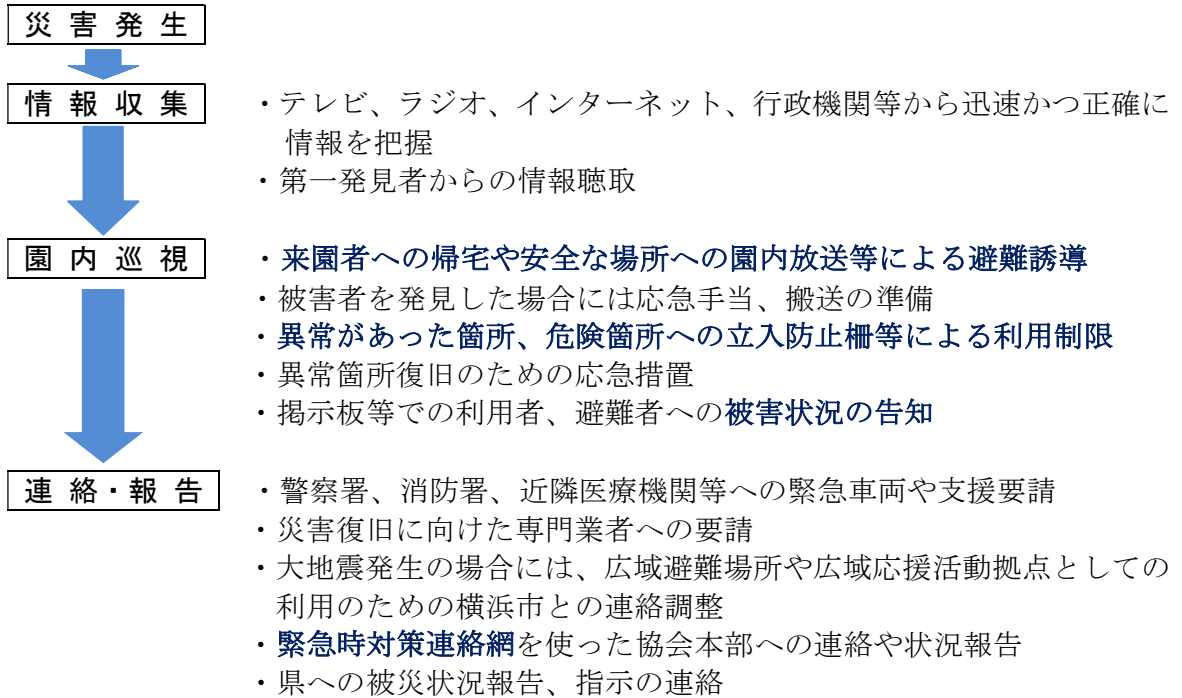 災 害 発 生
情 報 収 集
・テレビ、ラジオ、インターネット、行政機関等から迅速かつ正確に
情報を把握
・第一発見者からの情報聴取
園 内 巡 視
・来園者への帰宅や安全な場所への園内放送等による避難誘導
・被害者を発見した場合には応急手当、搬送の準備
・異常があった箇所、危険箇所への立入防止柵等による利用制限
・異常箇所復旧のための応急措置
・掲示板等での利用者、避難者への被害状況の告知
連 絡・報 告
・警察署、消防署、近隣医療機関等への緊急車両や支援要請
・災害復旧に向けた専門業者への要請
・大地震発生の場合には、広域避難場所や広域応援活動拠点としての
利用のための横浜市との連絡調整
・緊急時対策連絡網を使った協会本部への連絡や状況報告
・県への被災状況報告、指示の連絡